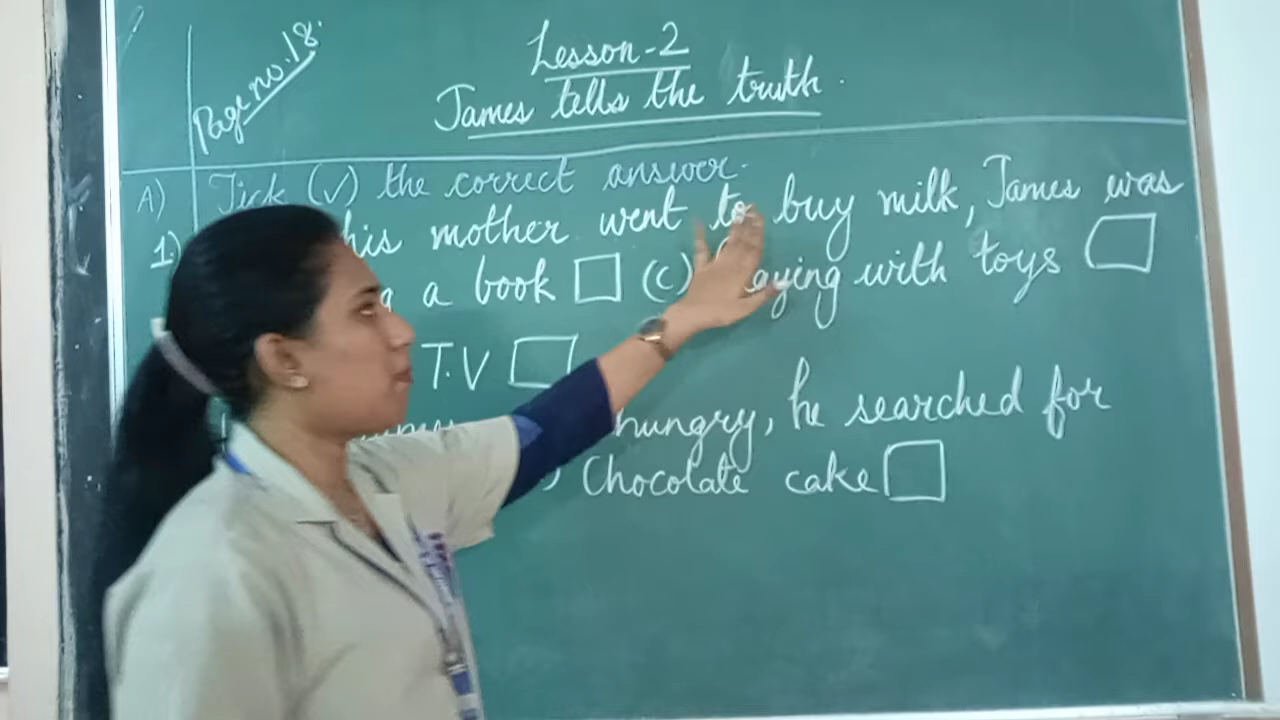 Page no. 18.
Lesson-2
James tells the truth.
A) Tick (✓) the correct answer.
1.) his mother went to buy milk, James was
a book (C) playing with toys
T.V
hungry, he searched for
Chocolate cake